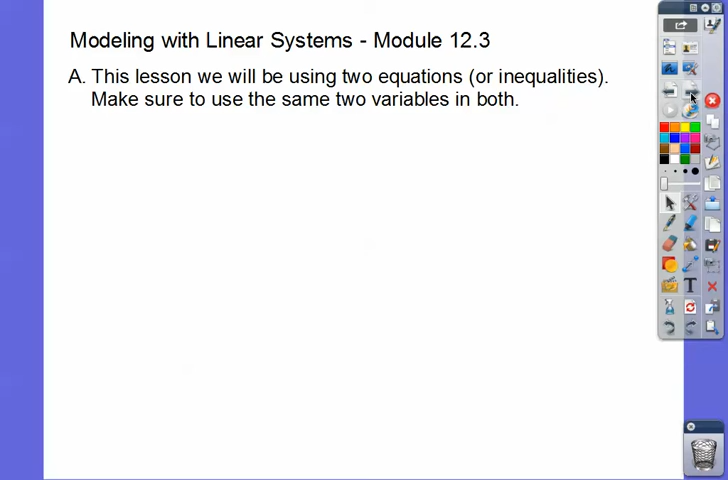 Modeling with Linear Systems - Module 12.3
A. This lesson we will be using two equations (or inequalities).
Make sure to use the same two variables in both.